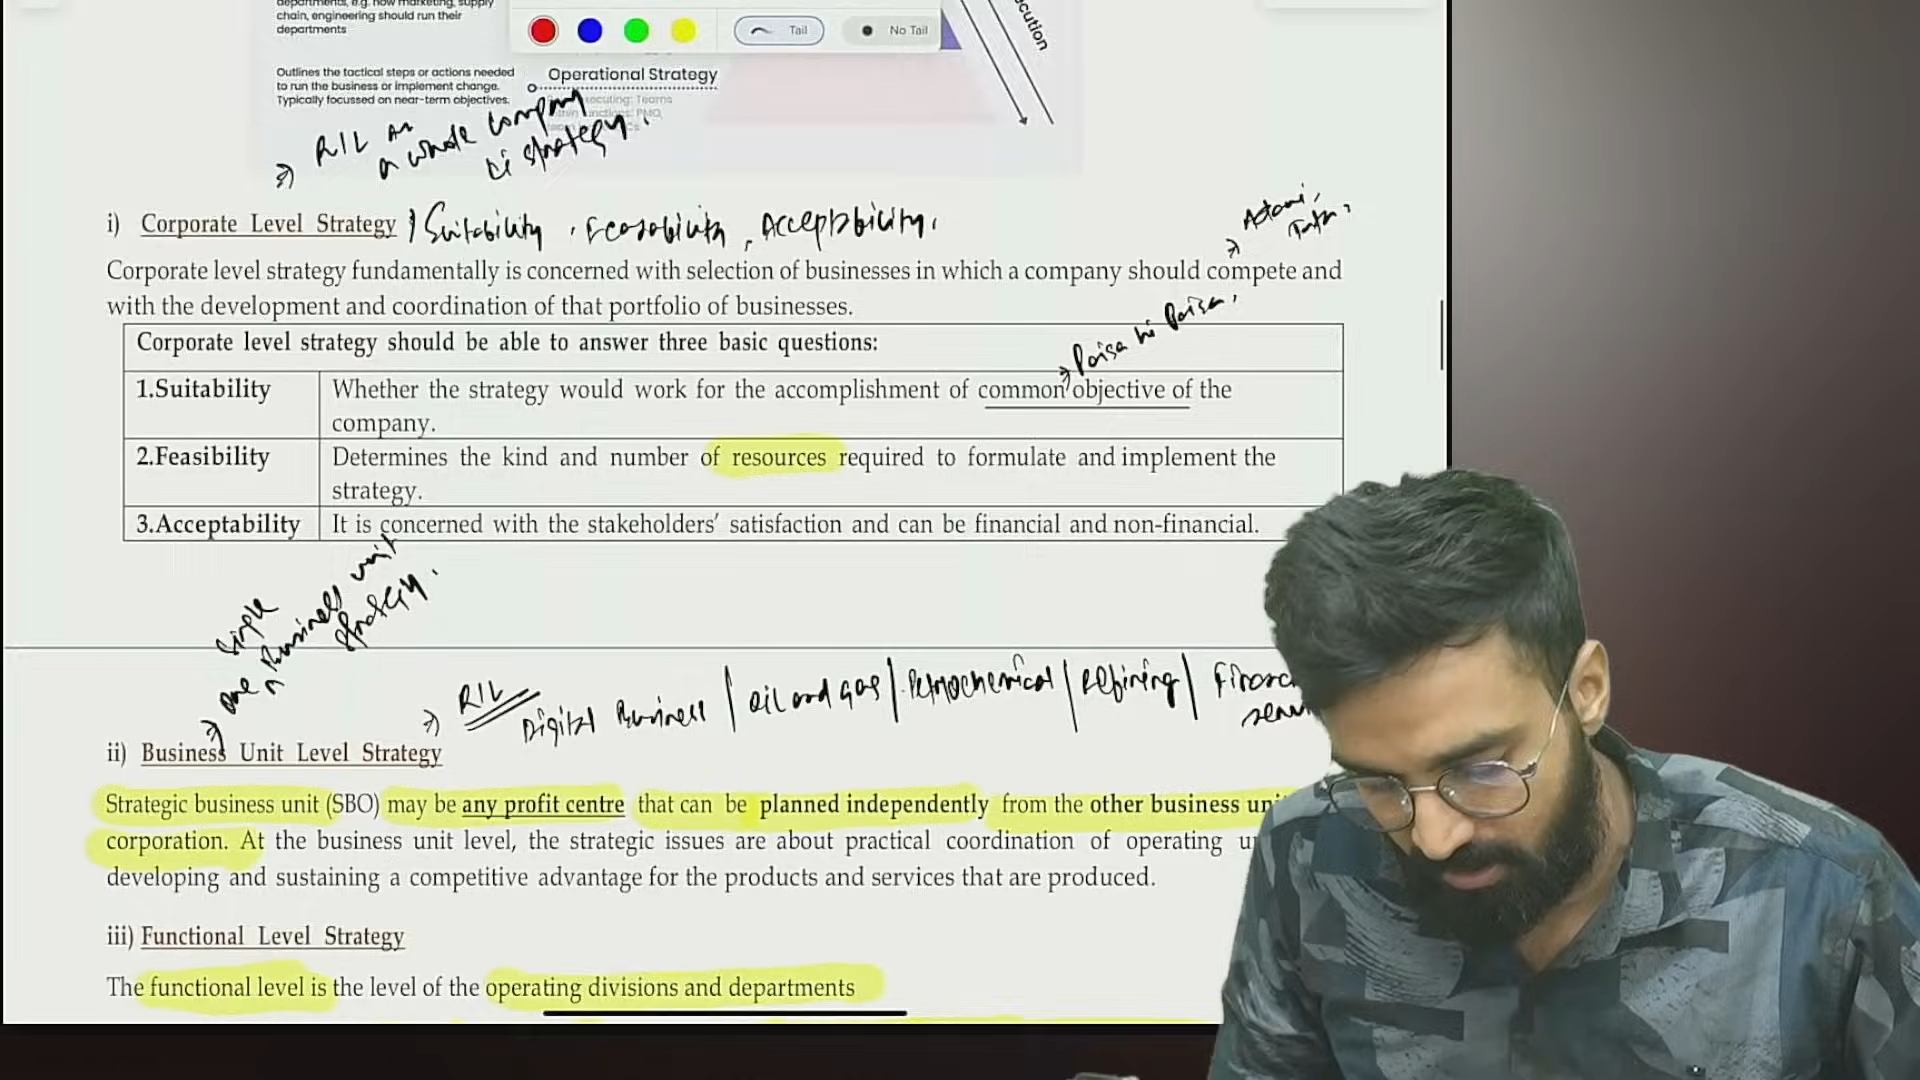 departments, e.g. how marketing, supply
chain, engineering should run their
departments
Tail
No Tail
Outlines the tactical steps or actions needed
to run the business or implement change.
Typically focussed on near-term objectives.
Operational Strategy
ecuting: Teams
RIL As
a whole company
ki strategy.
i) Corporate Level Strategy / Suitability, Feasability, Acceptability.
Adani,
Tata,
Corporate level strategy fundamentally is concerned with selection of businesses in which a company should compete and
with the development and coordination of that portfolio of businesses.
Paisa hi Paisa,
Corporate level strategy should be able to answer three basic questions:
1.Suitability Whether the strategy would work for the accomplishment of common objective of the
company.
2.Feasibility Determines the kind and number of resources required to formulate and implement the
strategy.
3.Acceptability It is concerned with the stakeholders' satisfaction and can be financial and non-financial.
Single
one Business unit
strategy.
RIL
Digital Business | oil and gas | Petrochemical | Refining |
ii) Business Unit Level Strategy
Strategic business unit (SBO) may be any profit centre that can be planned independently from the other business uni
corporation. At the business unit level, the strategic issues are about practical coordination of operating u
developing and sustaining a competitive advantage for the products and services that are produced.
iii) Functional Level Strategy
The functional level is the level of the operating divisions and departments